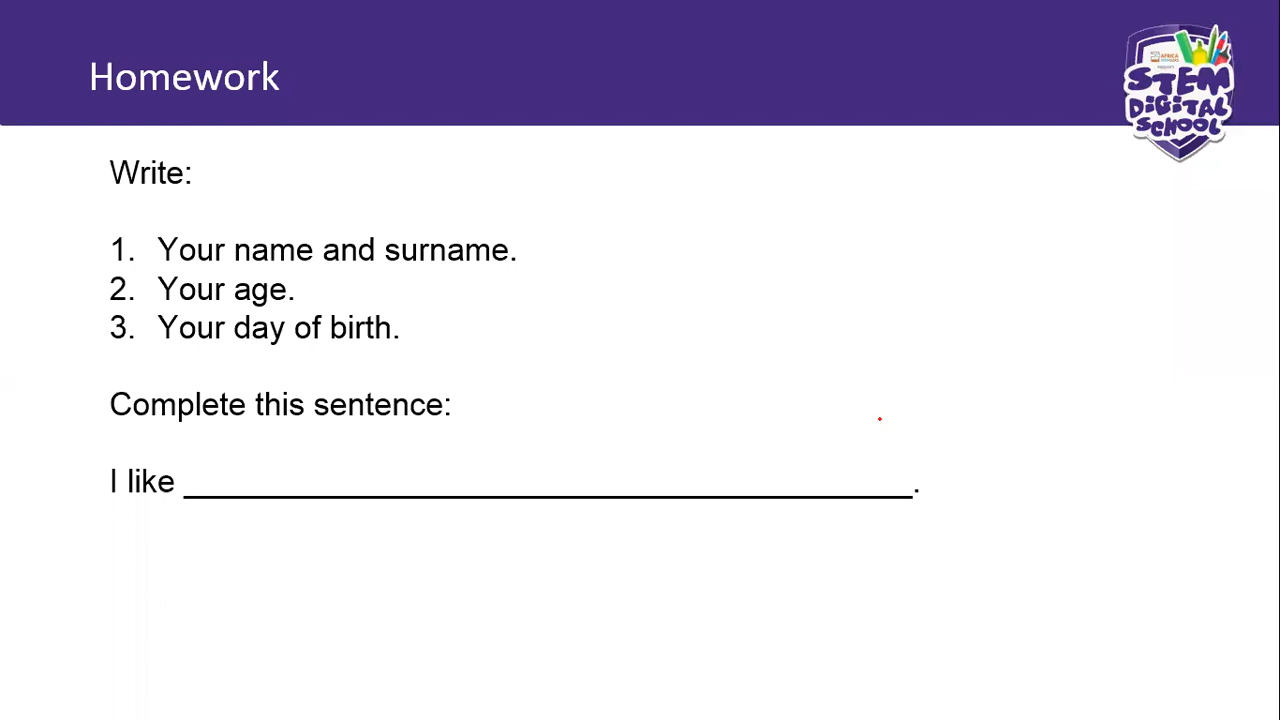 Homework
AFRICA
STEM
DiGiTAL
SCHOOL
Write:
1. Your name and surname.
2. Your age.
3. Your day of birth.
Complete this sentence:
I like ________________________________________.